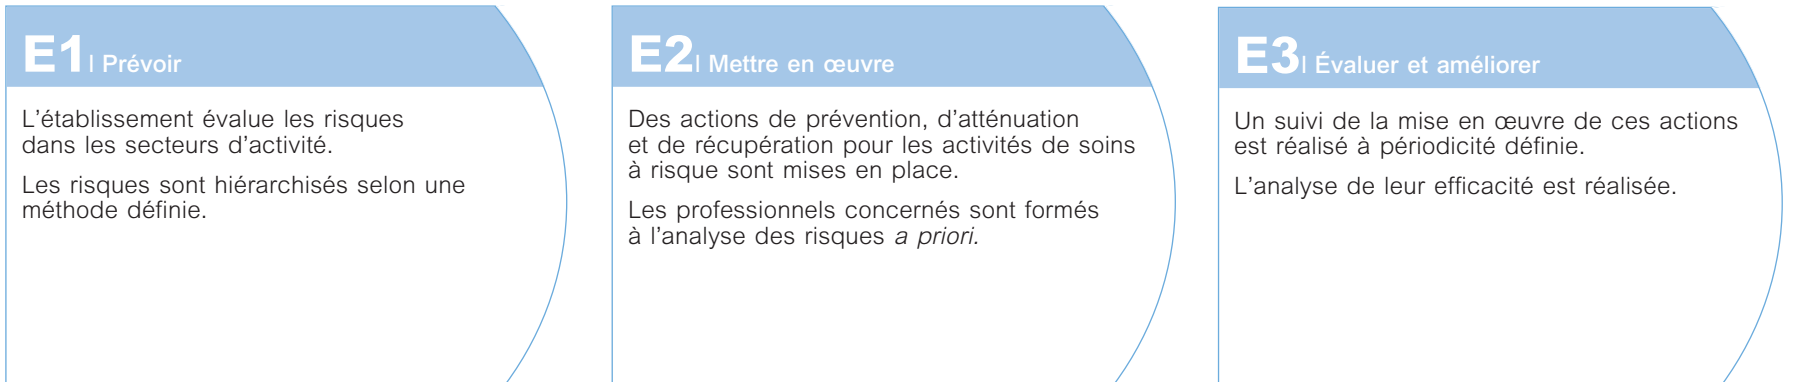 E1 | Prévoir
L’établissement évalue les risques
dans les secteurs d’activité.
Les risques sont hiérarchisés selon une
méthode définie.
E2 | Mettre en œuvre
Des actions de prévention, d’atténuation
et de récupération pour les activités de soins
à risque sont mises en place.
Les professionnels concernés sont formés
à l’analyse des risques a priori.
E3 | Évaluer et améliorer
Un suivi de la mise en œuvre de ces actions
est réalisé à périodicité définie.
L’analyse de leur efficacité est réalisée.